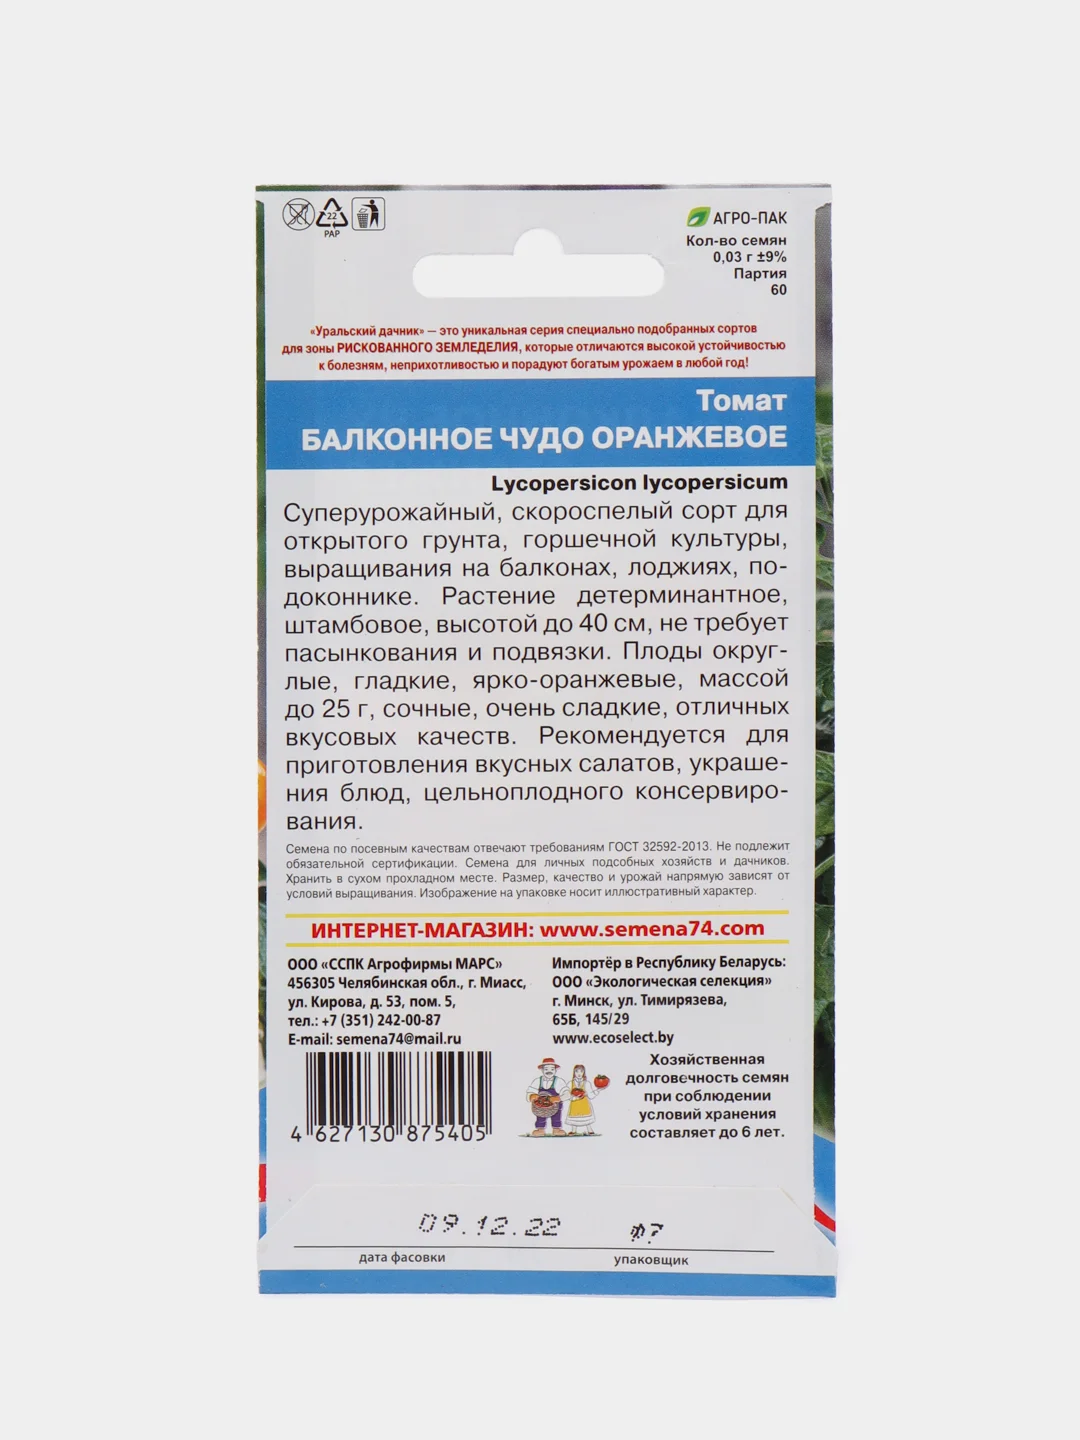 22
PAP
АГРО-ПАК
Кол-во семян
0,03 г ±9%
Партия
60
«Уральский дачник» — это уникальная серия специально подобранных сортов
для зоны РИСКОВАННОГО ЗЕМЛЕДЕЛИЯ, которые отличаются высокой устойчивостью
к болезням, неприхотливостью и порадуют богатым урожаем в любой год!
Томат
БАЛКОННОЕ ЧУДО ОРАНЖЕВОЕ
Lycopersicon lycopersicum
Суперурожайный, скороспелый сорт для
открытого грунта, горшечной культуры,
выращивания на балконах, лоджиях, по-
доконнике. Растение детерминантное,
штамбовое, высотой до 40 см, не требует
пасынкования и подвязки. Плоды округ-
лые, гладкие, ярко-оранжевые, массой
до 25 г, сочные, очень сладкие, отличных
вкусовых качеств. Рекомендуется для
приготовления вкусных салатов, украше-
ния блюд, цельноплодного консервиро-
вания.
Семена по посевным качествам отвечают требованиям ГОСТ 32592-2013. Не подлежит
обязательной сертификации. Семена для личных подсобных хозяйств и дачников.
Хранить в сухом прохладном месте. Размер, качество и урожай напрямую зависят от
условий выращивания. Изображение на упаковке носит иллюстративный характер.
ИНТЕРНЕТ-МАГАЗИН: www.semena74.com
ООО «ССПК Агрофирмы МАРС»
456305 Челябинская обл., г. Миасс,
ул. Кирова, д. 53, пом. 5,
тел.: +7 (351) 242-00-87
E-mail: semena74@mail.ru
Импортёр в Республику Беларусь:
ООО «Экологическая селекция»
г. Минск, ул. Тимирязева,
65Б, 145/29
www.ecoselect.by
Хозяйственная
долговечность семян
при соблюдении
условий хранения
составляет до 6 лет.
4 627130 875405
09.12.22
дата фасовки
упаковщик